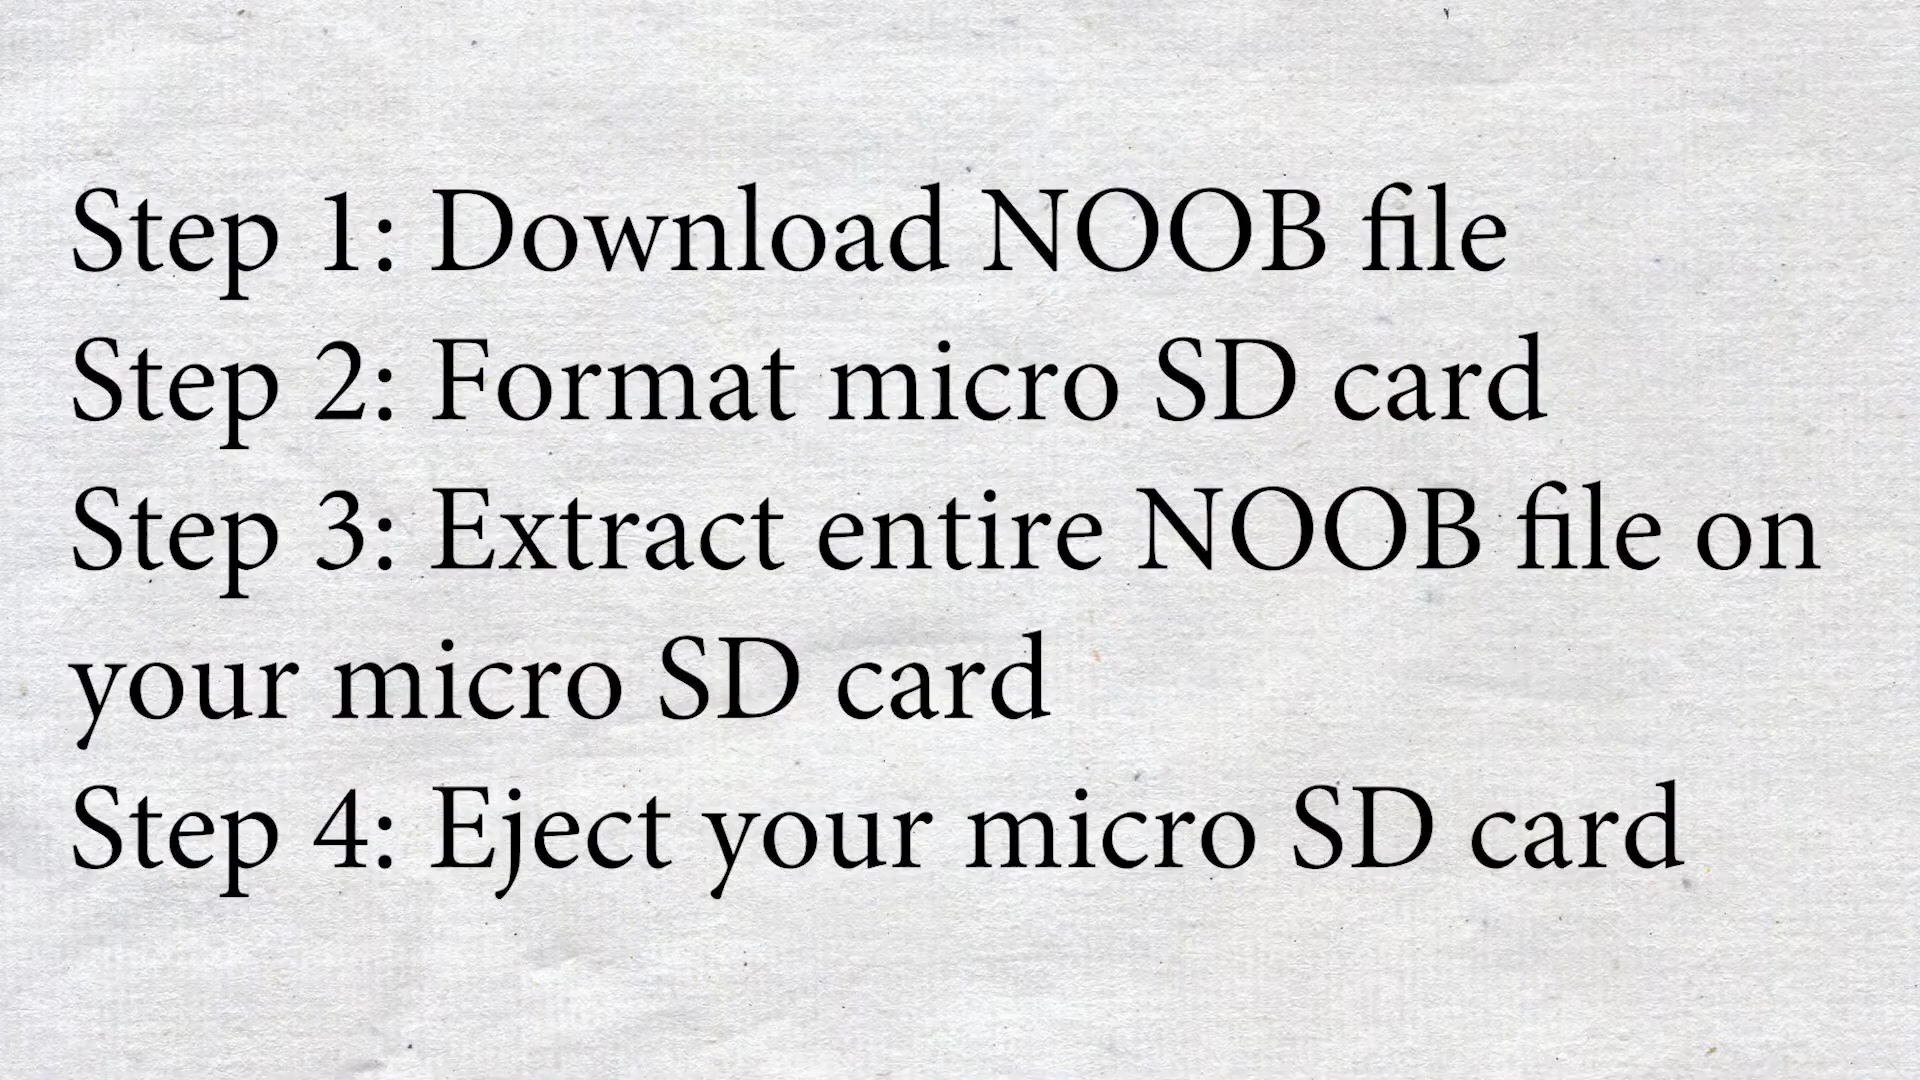 Step 1: Download NOOB file
Step 2: Format micro SD card
Step 3: Extract entire NOOB file on
your micro SD card
Step 4: Eject your micro SD card